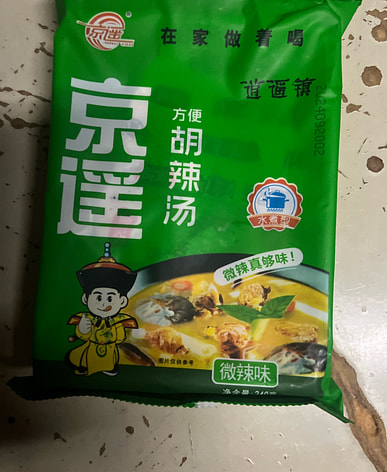 京遥
®
在家做着喝
逍遥镇
京遥
方便
胡辣汤
水煮型
微辣真够味！
图片仅供参考
微辣味